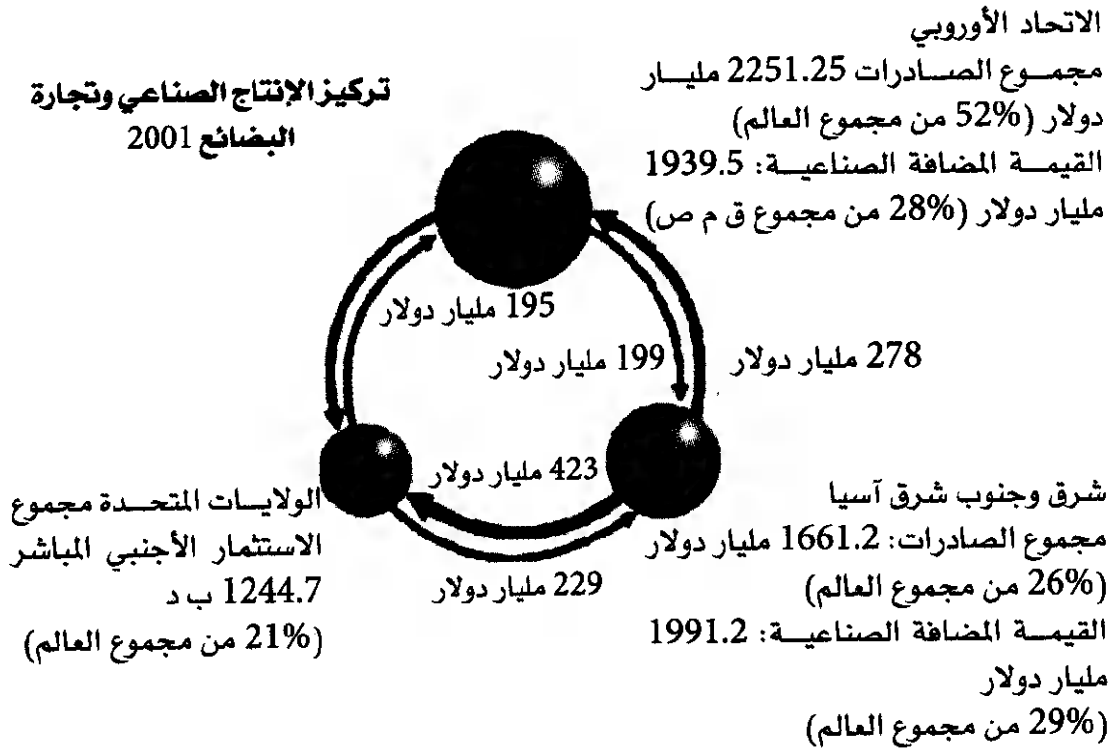 تركيز الإنتاج الصناعي وتجارة
البضائع 2001
الاتحاد الأوروبي
مجموع الصادرات 2251.25 مليار
دولار (52% من مجموع العالم)
القيمة المضافة الصناعية: 1939.5
مليار دولار (28% من مجموع ق م ص)
195 مليار دولار
199 مليار دولار
278 مليار دولار
423 مليار دولار
229 مليار دولار
الولايات المتحدة مجموع
الاستثمار الأجنبي المباشر
1244.7 ب د
(21% من مجموع العالم)
شرق وجنوب شرق آسيا
مجموع الصادرات: 1661.2 مليار دولار
(26% من مجموع العالم)
القيمة المضافة الصناعية: 1991.2
مليار دولار
(29% من مجموع العالم)